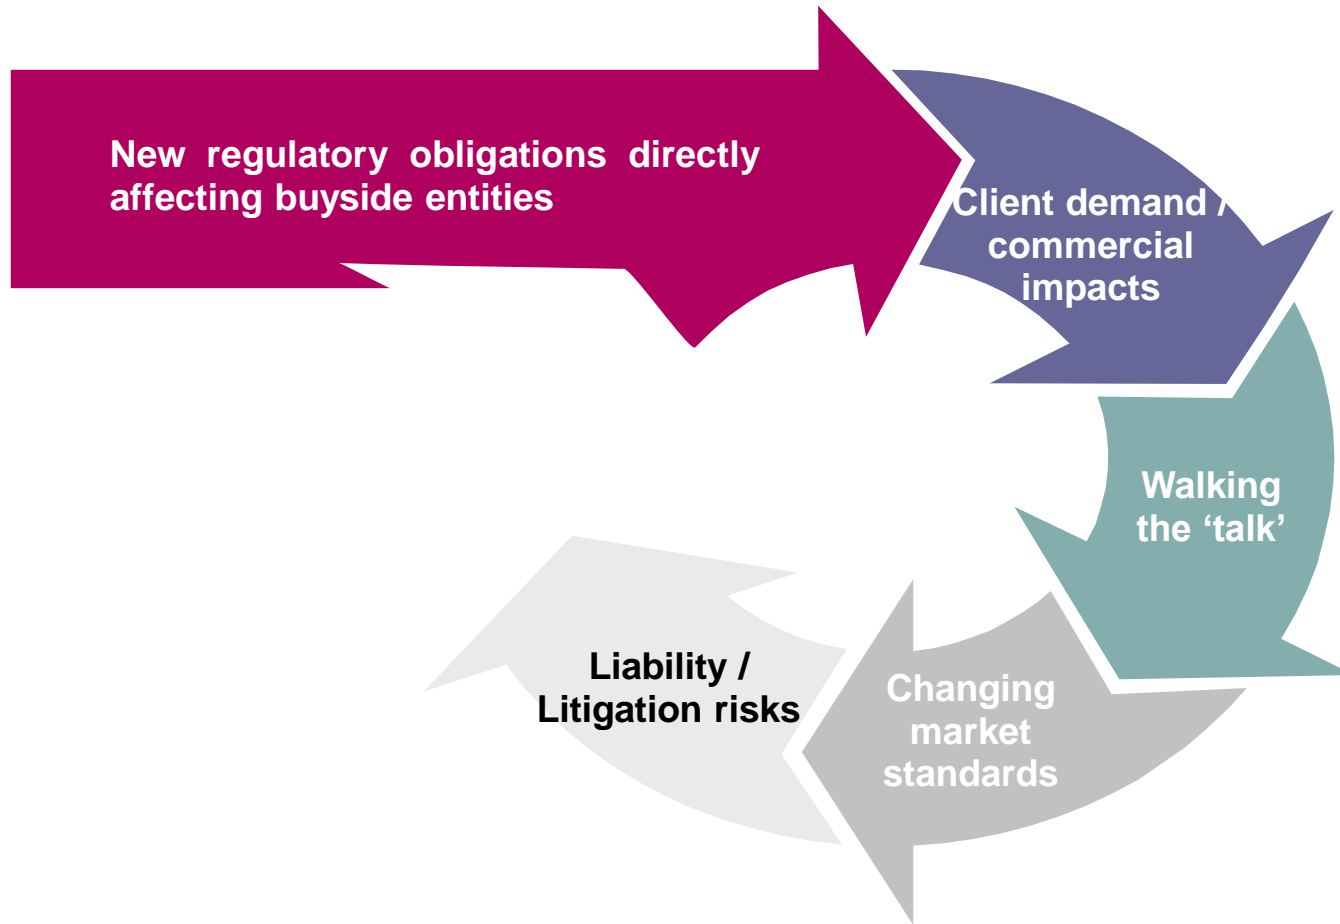 New regulatory obligations directly
affecting buyside entities
Client demand /
commercial
impacts
Walking
the ‘talk’
Changing
market
standards
Liability /
Litigation risks